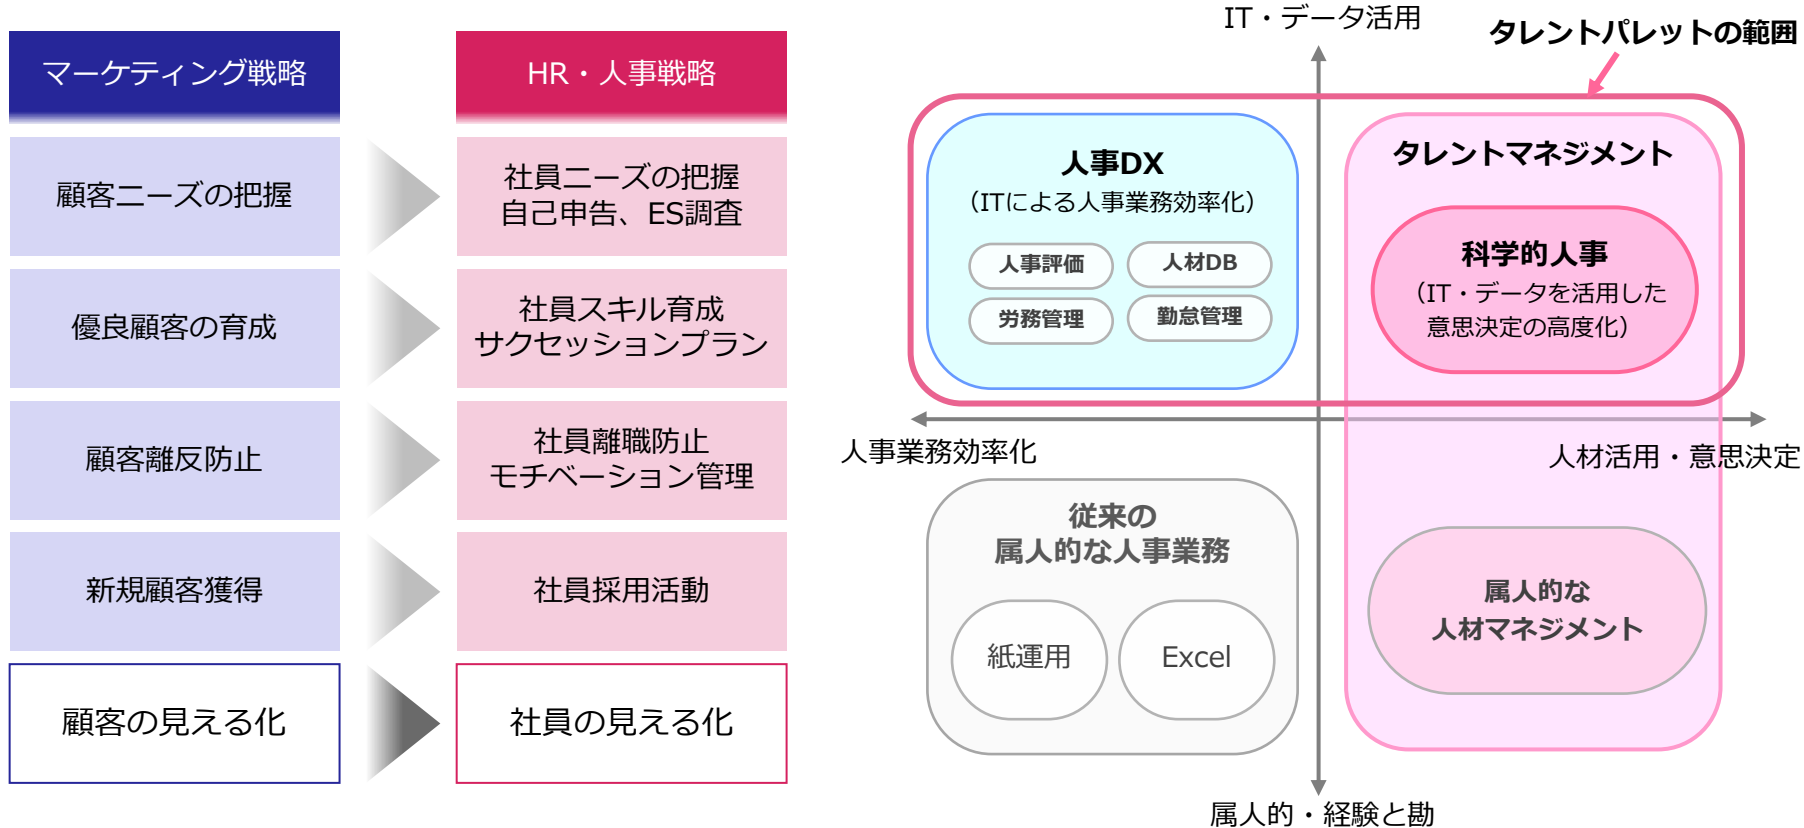 マーケティング戦略
HR・人事戦略
顧客ニーズの把握
社員ニーズの把握
自己申告、ES調査
優良顧客の育成
社員スキル育成
サクセッションプラン
顧客離反防止
社員離職防止
モチベーション管理
新規顧客獲得
社員採用活動
顧客の見える化
社員の見える化
IT・データ活用
タレントパレットの範囲
人事DX
（ITによる人事業務効率化）
人事評価
人材DB
労務管理
勤怠管理
タレントマネジメント
科学的人事
（IT・データを活用した
意思決定の高度化）
人事業務効率化
人材活用・意思決定
従来の
属人的な人事業務
紙運用
Excel
属人的な
人材マネジメント
属人的・経験と勘